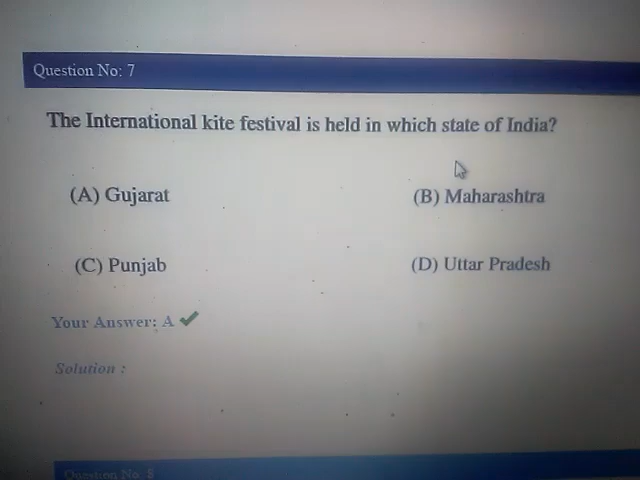 Question No: 7
The International kite festival is held in which state of India?
(A) Gujarat
(B) Maharashtra
(C) Punjab
(D) Uttar Pradesh
Your Answer: A
Solution :
Question No: 8